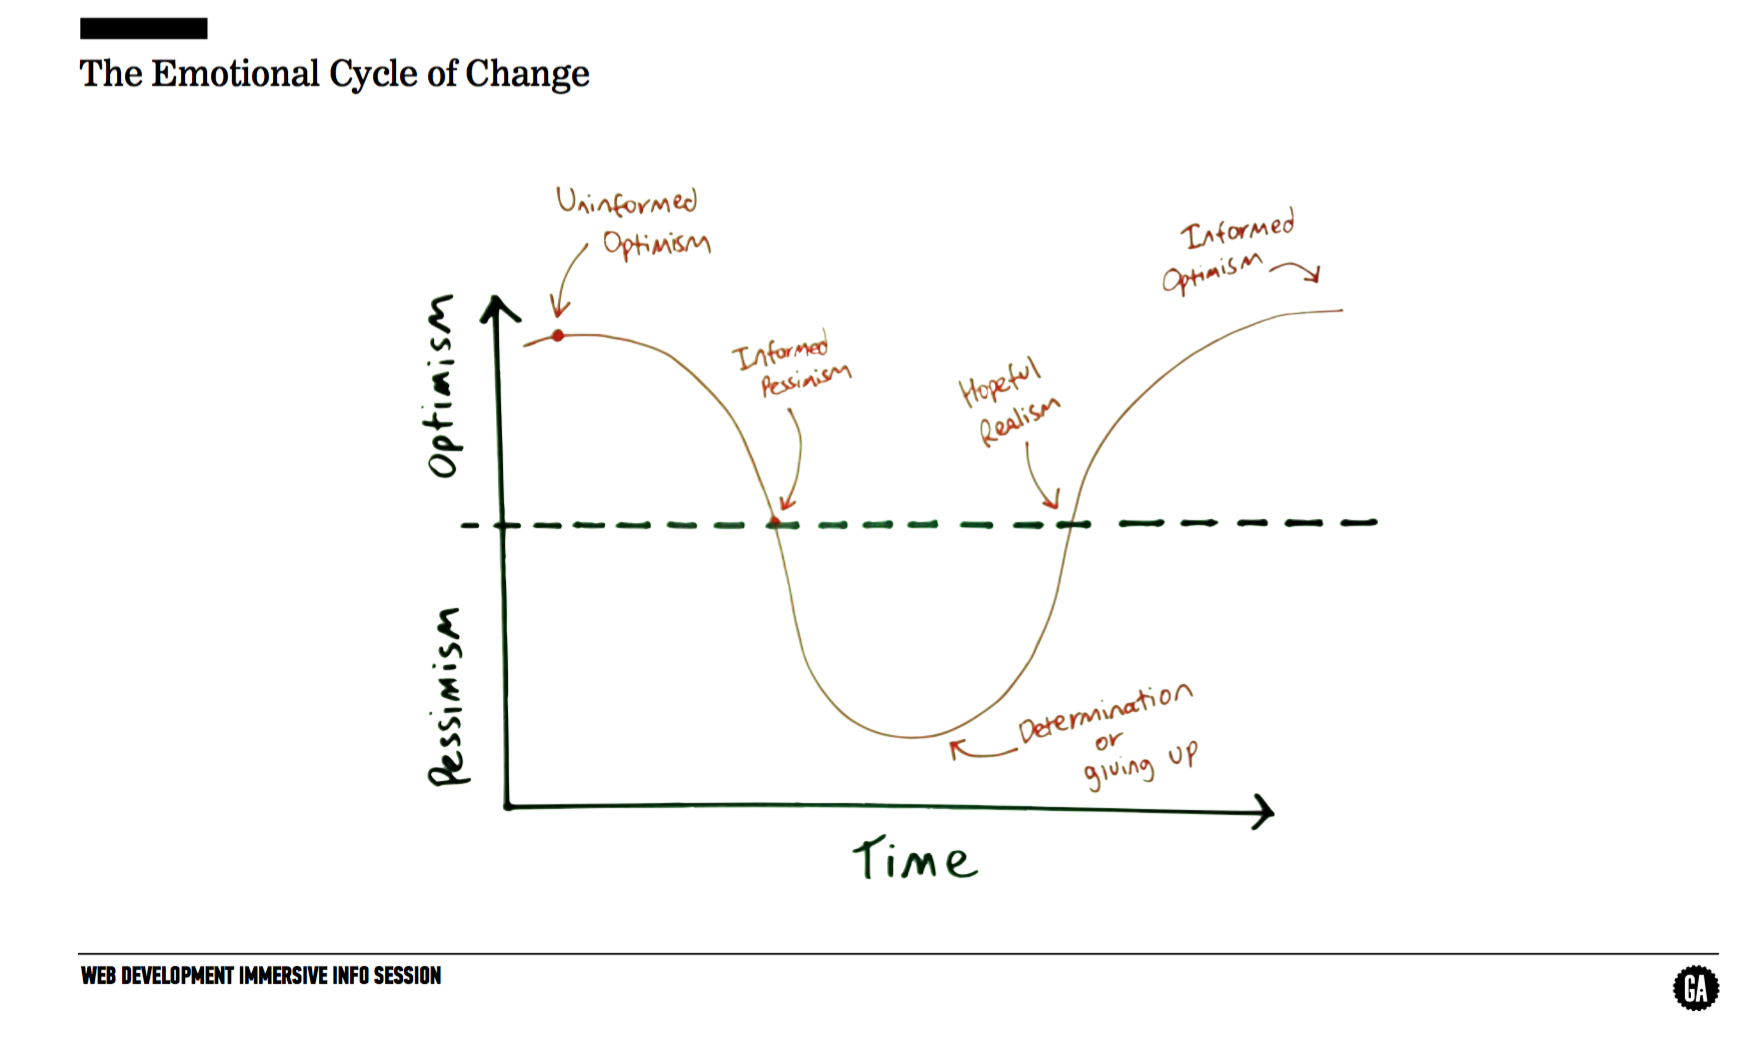 The Emotional Cycle of Change
Uninformed
Optimism
Informed
Optimism
Informed
Pessimism
Hopeful
Realism
Optimism
Pessimism
Determination
or
giving up
Time
WEB DEVELOPMENT IMMERSIVE INFO SESSION
GA